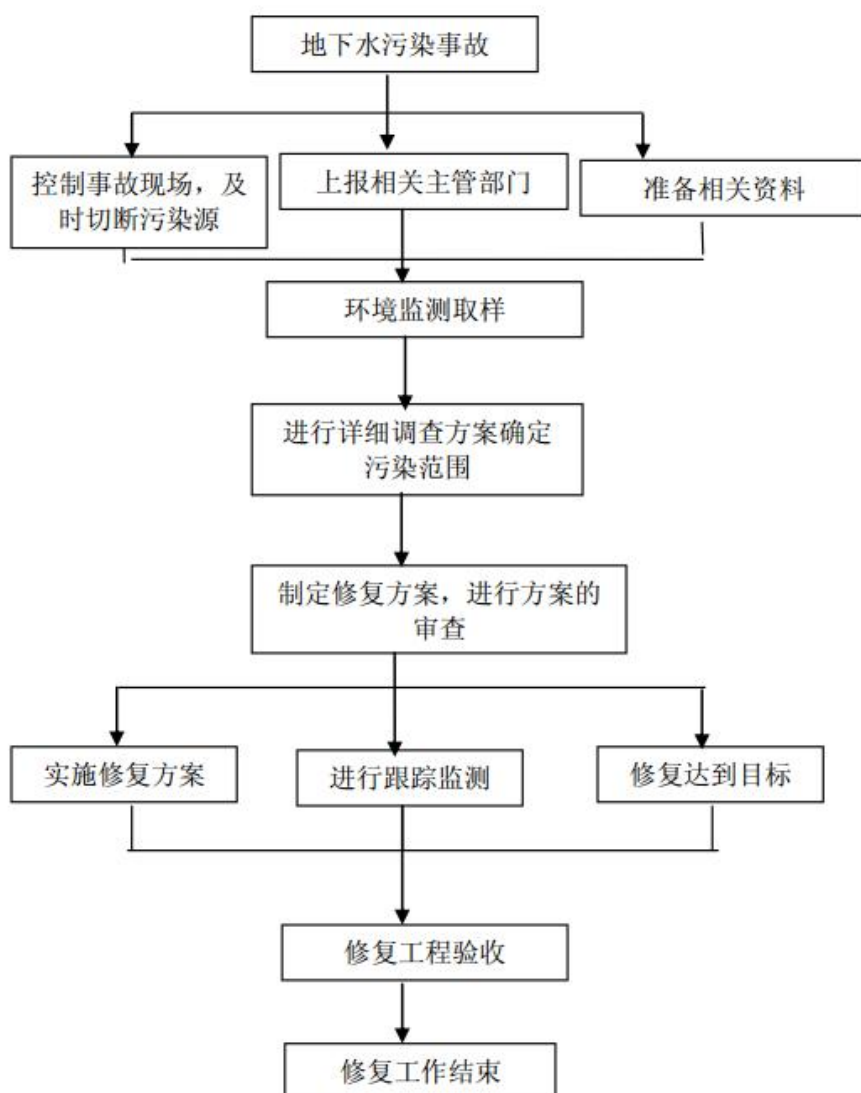 地下水污染事故
控制事故现场，及
时切断污染源
上报相关主管部门
准备相关资料
环境监测取样
进行详细调查方案确定
污染范围
制定修复方案，进行方案的
审查
实施修复方案
进行跟踪监测
修复达到目标
修复工程验收
修复工作结束